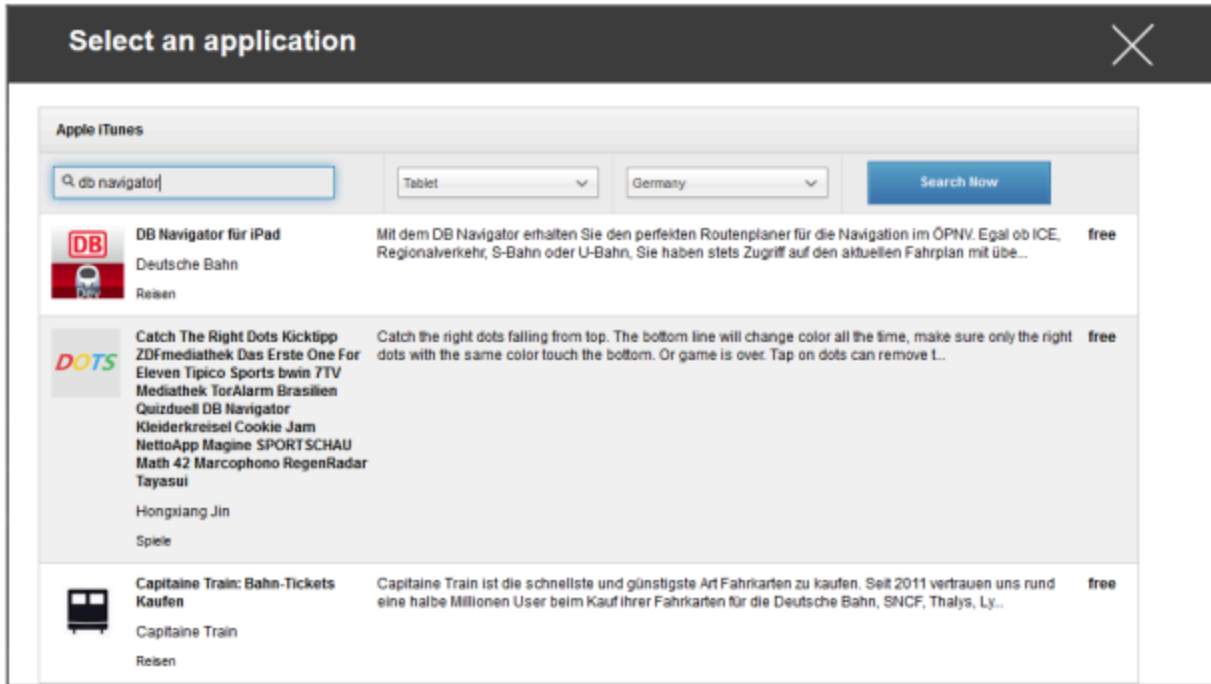 Select an application
Apple iTunes
db navigator
Tablet
Germany
Search Now
DB
Dev
DB Navigator für iPad
Deutsche Bahn
Reisen
Mit dem DB Navigator erhalten Sie den perfekten Routenplaner für die Navigation im ÖPNV. Egal ob ICE,
Regionalverkehr, S-Bahn oder U-Bahn, Sie haben stets Zugriff auf den aktuellen Fahrplan mit übe...
free
DOTS
Catch The Right Dots Kicktipp
ZDFmediathek Das Erste One For
Eleven Tipico Sports bwin 7TV
Mediathek TorAlarm Brasilien
Quizduell DB Navigator
Kleiderkreisel Cookie Jam
NettoApp Magine SPORTSCHAU
Math 42 Marcophono RegenRadar
Tayasui
Hongxiang Jin
Spiele
Catch the right dots falling from top. The bottom line will change color all the time, make sure only the right
dots with the same color touch the bottom. Or game is over. Tap on dots can remove t...
free
Capitaine Train: Bahn-Tickets
Kaufen
Capitaine Train
Reisen
Capitaine Train ist die schnellste und günstigste Art Fahrkarten zu kaufen. Seit 2011 vertrauen uns rund
eine halbe Millionen User beim Kauf ihrer Fahrkarten für die Deutsche Bahn, SNCF, Thalys, Ly...
free